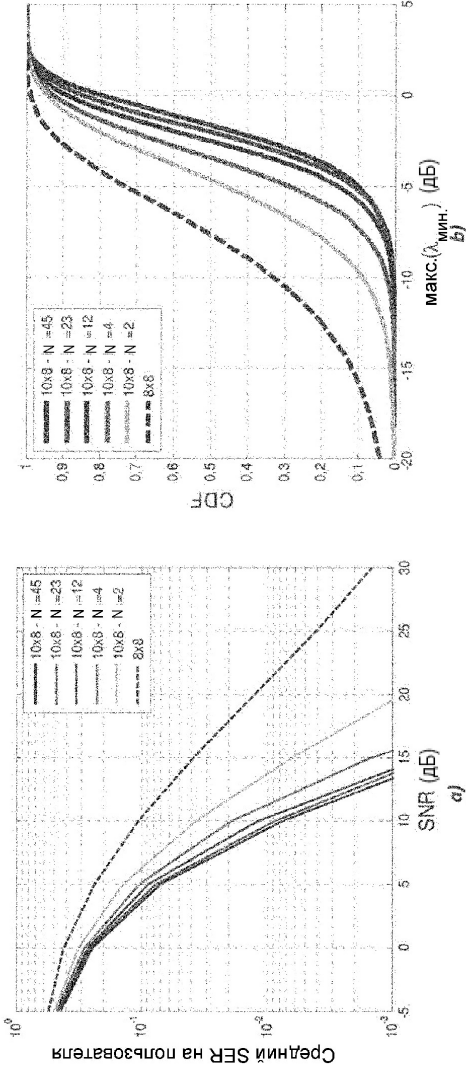 Средний SER на пользователя
10⁰
10⁻¹
10⁻²
10⁻³
-5
0
5
10
15
20
25
30
SNR (дБ)
a)
10x8 - N =45
10x8 - N =23
10x8 - N =12
10x8 - N =4
10x8 - N =2
8x8
CDF
1
0,9
0,8
0,7
0,6
0,5
0,4
0,3
0,2
0,1
0
-20
-15
-10
-5
0
5
макс.(λмин.) (дБ)
b)
10x8 - N =45
10x8 - N =23
10x8 - N =12
10x8 - N =4
10x8 - N =2
8x8